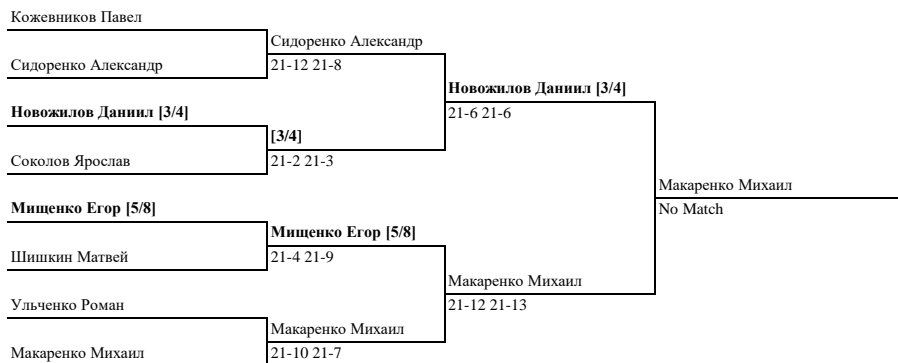 Кожевников Павел
Сидоренко Александр
Сидоренко Александр
21-12 21-8
Новожилов Даниил [3/4]
Новожилов Даниил [3/4]
21-6 21-6
[3/4]
Соколов Ярослав
21-2 21-3
Макаренко Михаил
Мищенко Егор [5/8]
No Match
Мищенко Егор [5/8]
Шишкин Матвей
21-4 21-9
Макаренко Михаил
Ульченко Роман
21-12 21-13
Макаренко Михаил
Макаренко Михаил
21-10 21-7